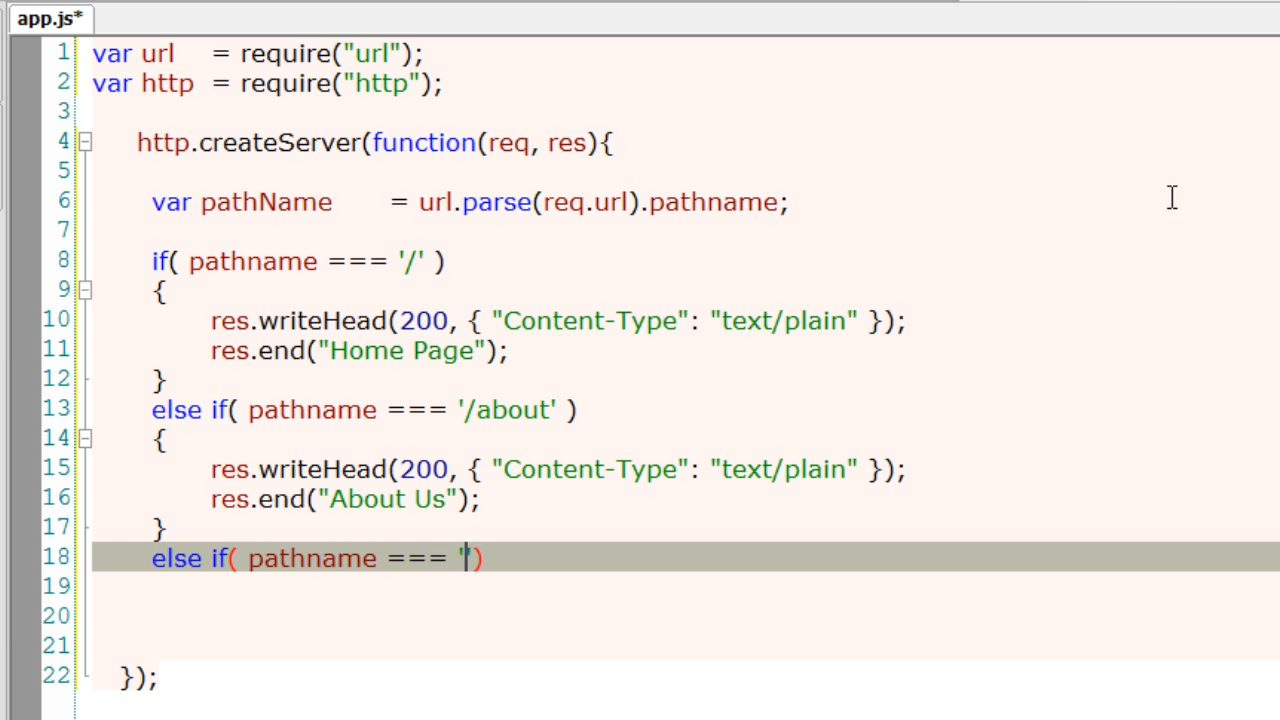 app.js*
1 var url = require("url");
2 var http = require("http");
3
4 http.createServer(function(req, res){
5
6 var pathName = url.parse(req.url).pathname;
7
8 if( pathname === '/' )
9 {
10 res.writeHead(200, { "Content-Type": "text/plain" });
11 res.end("Home Page");
12 }
13 else if( pathname === '/about' )
14 {
15 res.writeHead(200, { "Content-Type": "text/plain" });
16 res.end("About Us");
17 }
18 else if( pathname === '')
19
20
21
22 });